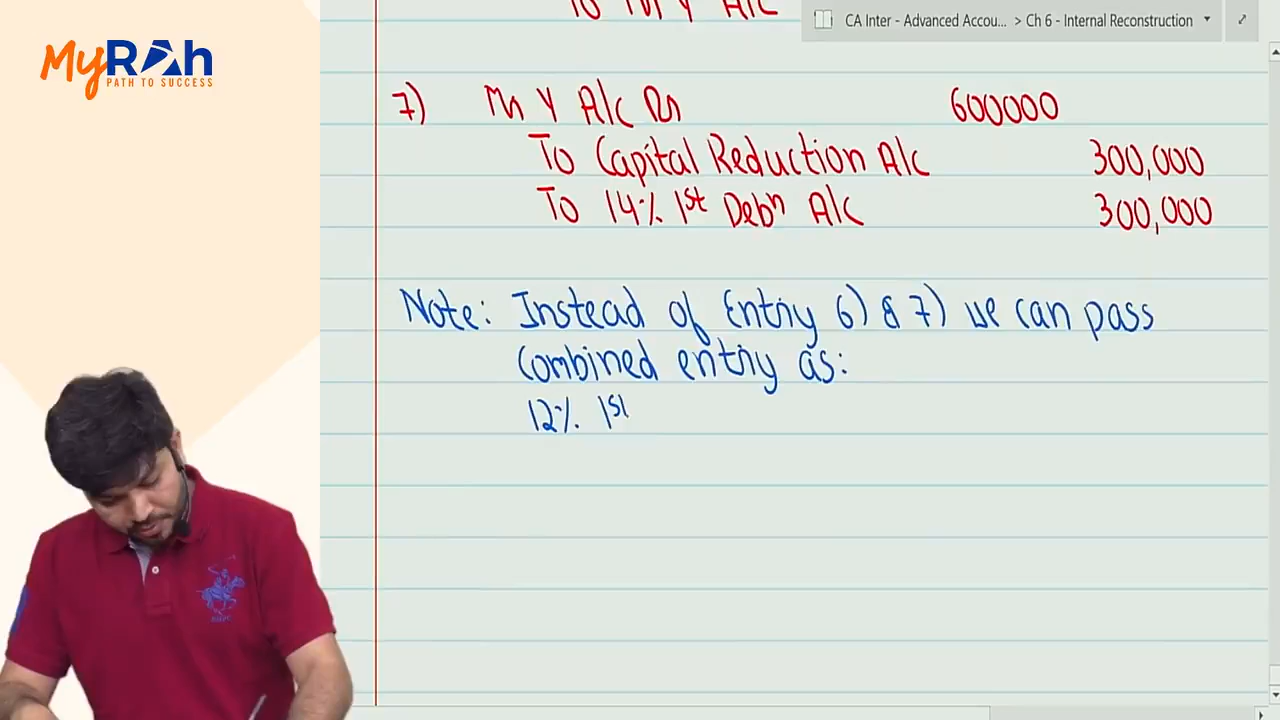 MyRAh
PATH TO SUCCESS
CA Inter - Advanced Accou... > Ch 6 - Internal Reconstruction
To Mr Y A/c
7) Mr Y A/c Dr 600000
To Capital Reduction A/c 300,000
To 14% 1st Debn A/c 300,000
Note: Instead of Entry 6) & 7) we can pass
Combined entry as:
12% 1st